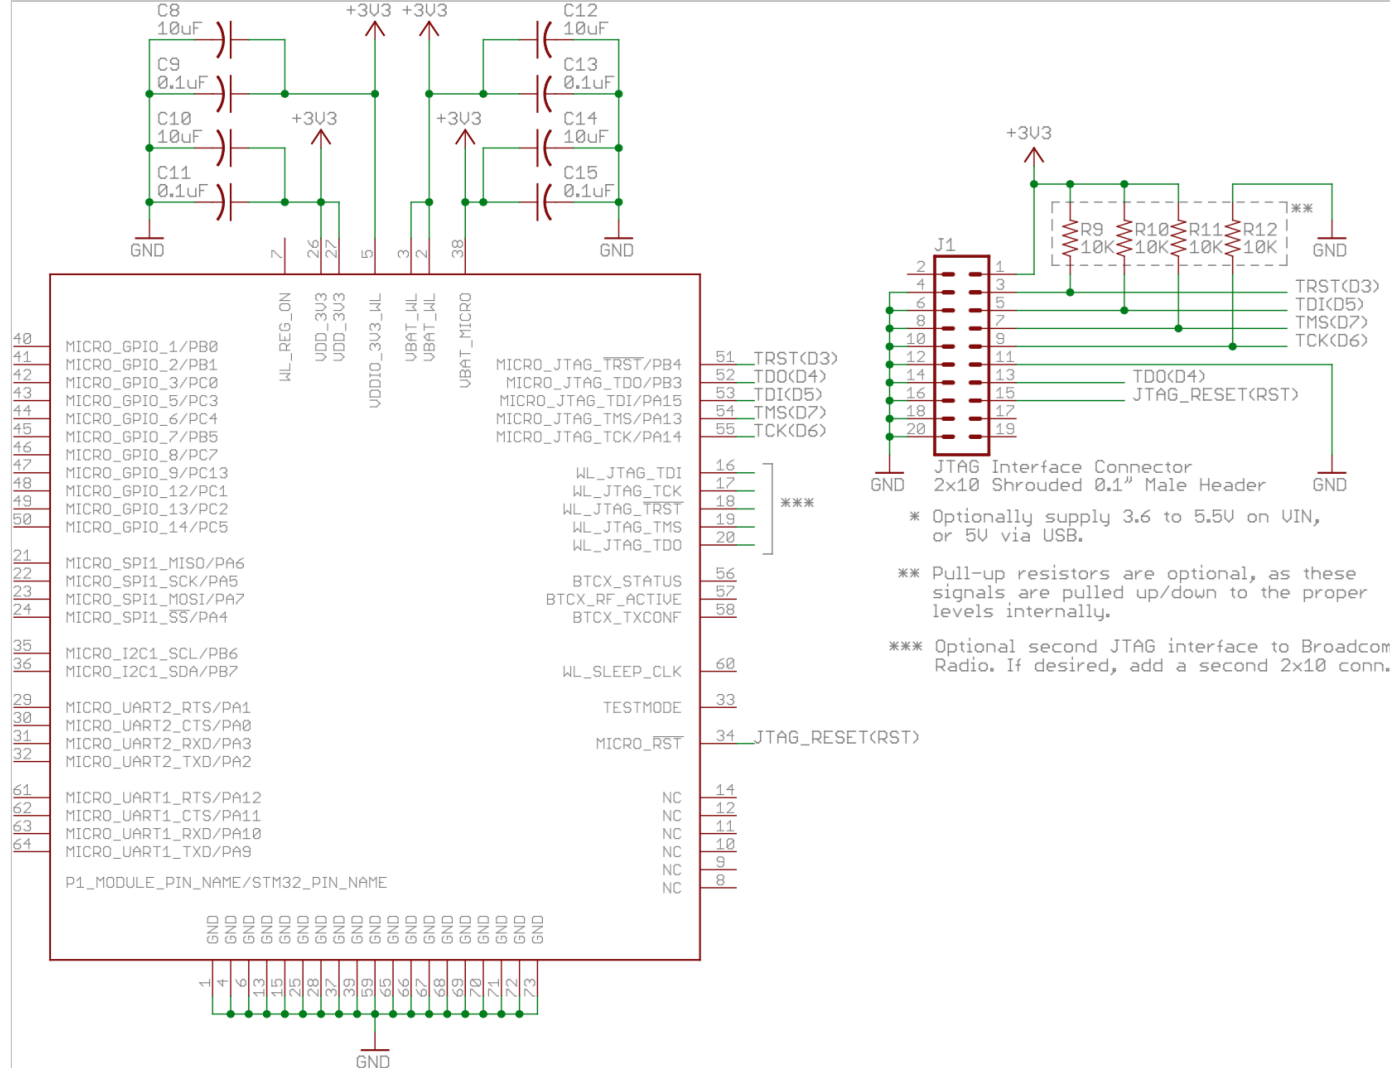 C8
10uF
C9
0.1uF
C10
10uF
C11
0.1uF
+3V3 +3V3
+3V3
+3V3
C12
10uF
C13
0.1uF
C14
10uF
C15
0.1uF
GND
GND
7
26
27
5
3
2
38
WL_REG_ON
VDD_3V3
VDD_3V3
VDDIO_3V3_WL
VBAT_WL
VBAT_WL
VBAT_MICRO
40 MICRO_GPIO_1/PB0
41 MICRO_GPIO_2/PB1
42 MICRO_GPIO_3/PC0
43 MICRO_GPIO_5/PC3
44 MICRO_GPIO_6/PC4
45 MICRO_GPIO_7/PB5
46 MICRO_GPIO_8/PC7
47 MICRO_GPIO_9/PC13
48 MICRO_GPIO_12/PC1
49 MICRO_GPIO_13/PC2
50 MICRO_GPIO_14/PC5
21 MICRO_SPI1_MISO/PA6
22 MICRO_SPI1_SCK/PA5
23 MICRO_SPI1_MOSI/PA7
24 MICRO_SPI1_SS/PA4
35 MICRO_I2C1_SCL/PB6
36 MICRO_I2C1_SDA/PB7
29 MICRO_UART2_RTS/PA1
30 MICRO_UART2_CTS/PA0
31 MICRO_UART2_RXD/PA3
32 MICRO_UART2_TXD/PA2
61 MICRO_UART1_RTS/PA12
62 MICRO_UART1_CTS/PA11
63 MICRO_UART1_RXD/PA10
64 MICRO_UART1_TXD/PA9
P1_MODULE_PIN_NAME/STM32_PIN_NAME
MICRO_JTAG_TRST/PB4 51 TRST(D3)
MICRO_JTAG_TDO/PB3 52 TDO(D4)
MICRO_JTAG_TDI/PA15 53 TDI(D5)
MICRO_JTAG_TMS/PA13 54 TMS(D7)
MICRO_JTAG_TCK/PA14 55 TCK(D6)
WL_JTAG_TDI 16
WL_JTAG_TCK 17
WL_JTAG_TRST 18 ***
WL_JTAG_TMS 19
WL_JTAG_TDO 20
BTCX_STATUS 56
BTCX_RF_ACTIVE 57
BTCX_TXCONF 58
WL_SLEEP_CLK 60
TESTMODE 33
MICRO_RST 34 JTAG_RESET(RST)
NC 14
NC 12
NC 11
NC 10
NC 9
NC 8
GND GND GND GND GND GND GND GND GND GND GND GND GND GND GND GND GND GND GND
1 4 6 13 15 25 28 37 39 59 65 66 67 68 69 70 71 72 73
GND
+3V3
**
R9
10K
R10
10K
R11
10K
R12
10K
GND
J1
2 1
4 3 TRST(D3)
6 5 TDI(D5)
8 7 TMS(D7)
10 9 TCK(D6)
12 11
14 13 TDO(D4)
16 15 JTAG_RESET(RST)
18 17
20 19
GND
GND
JTAG Interface Connector
2x10 Shrouded 0.1" Male Header
* Optionally supply 3.6 to 5.5V on VIN,
or 5V via USB.
** Pull-up resistors are optional, as these
signals are pulled up/down to the proper
levels internally.
*** Optional second JTAG interface to Broadcom
Radio. If desired, add a second 2x10 conn.